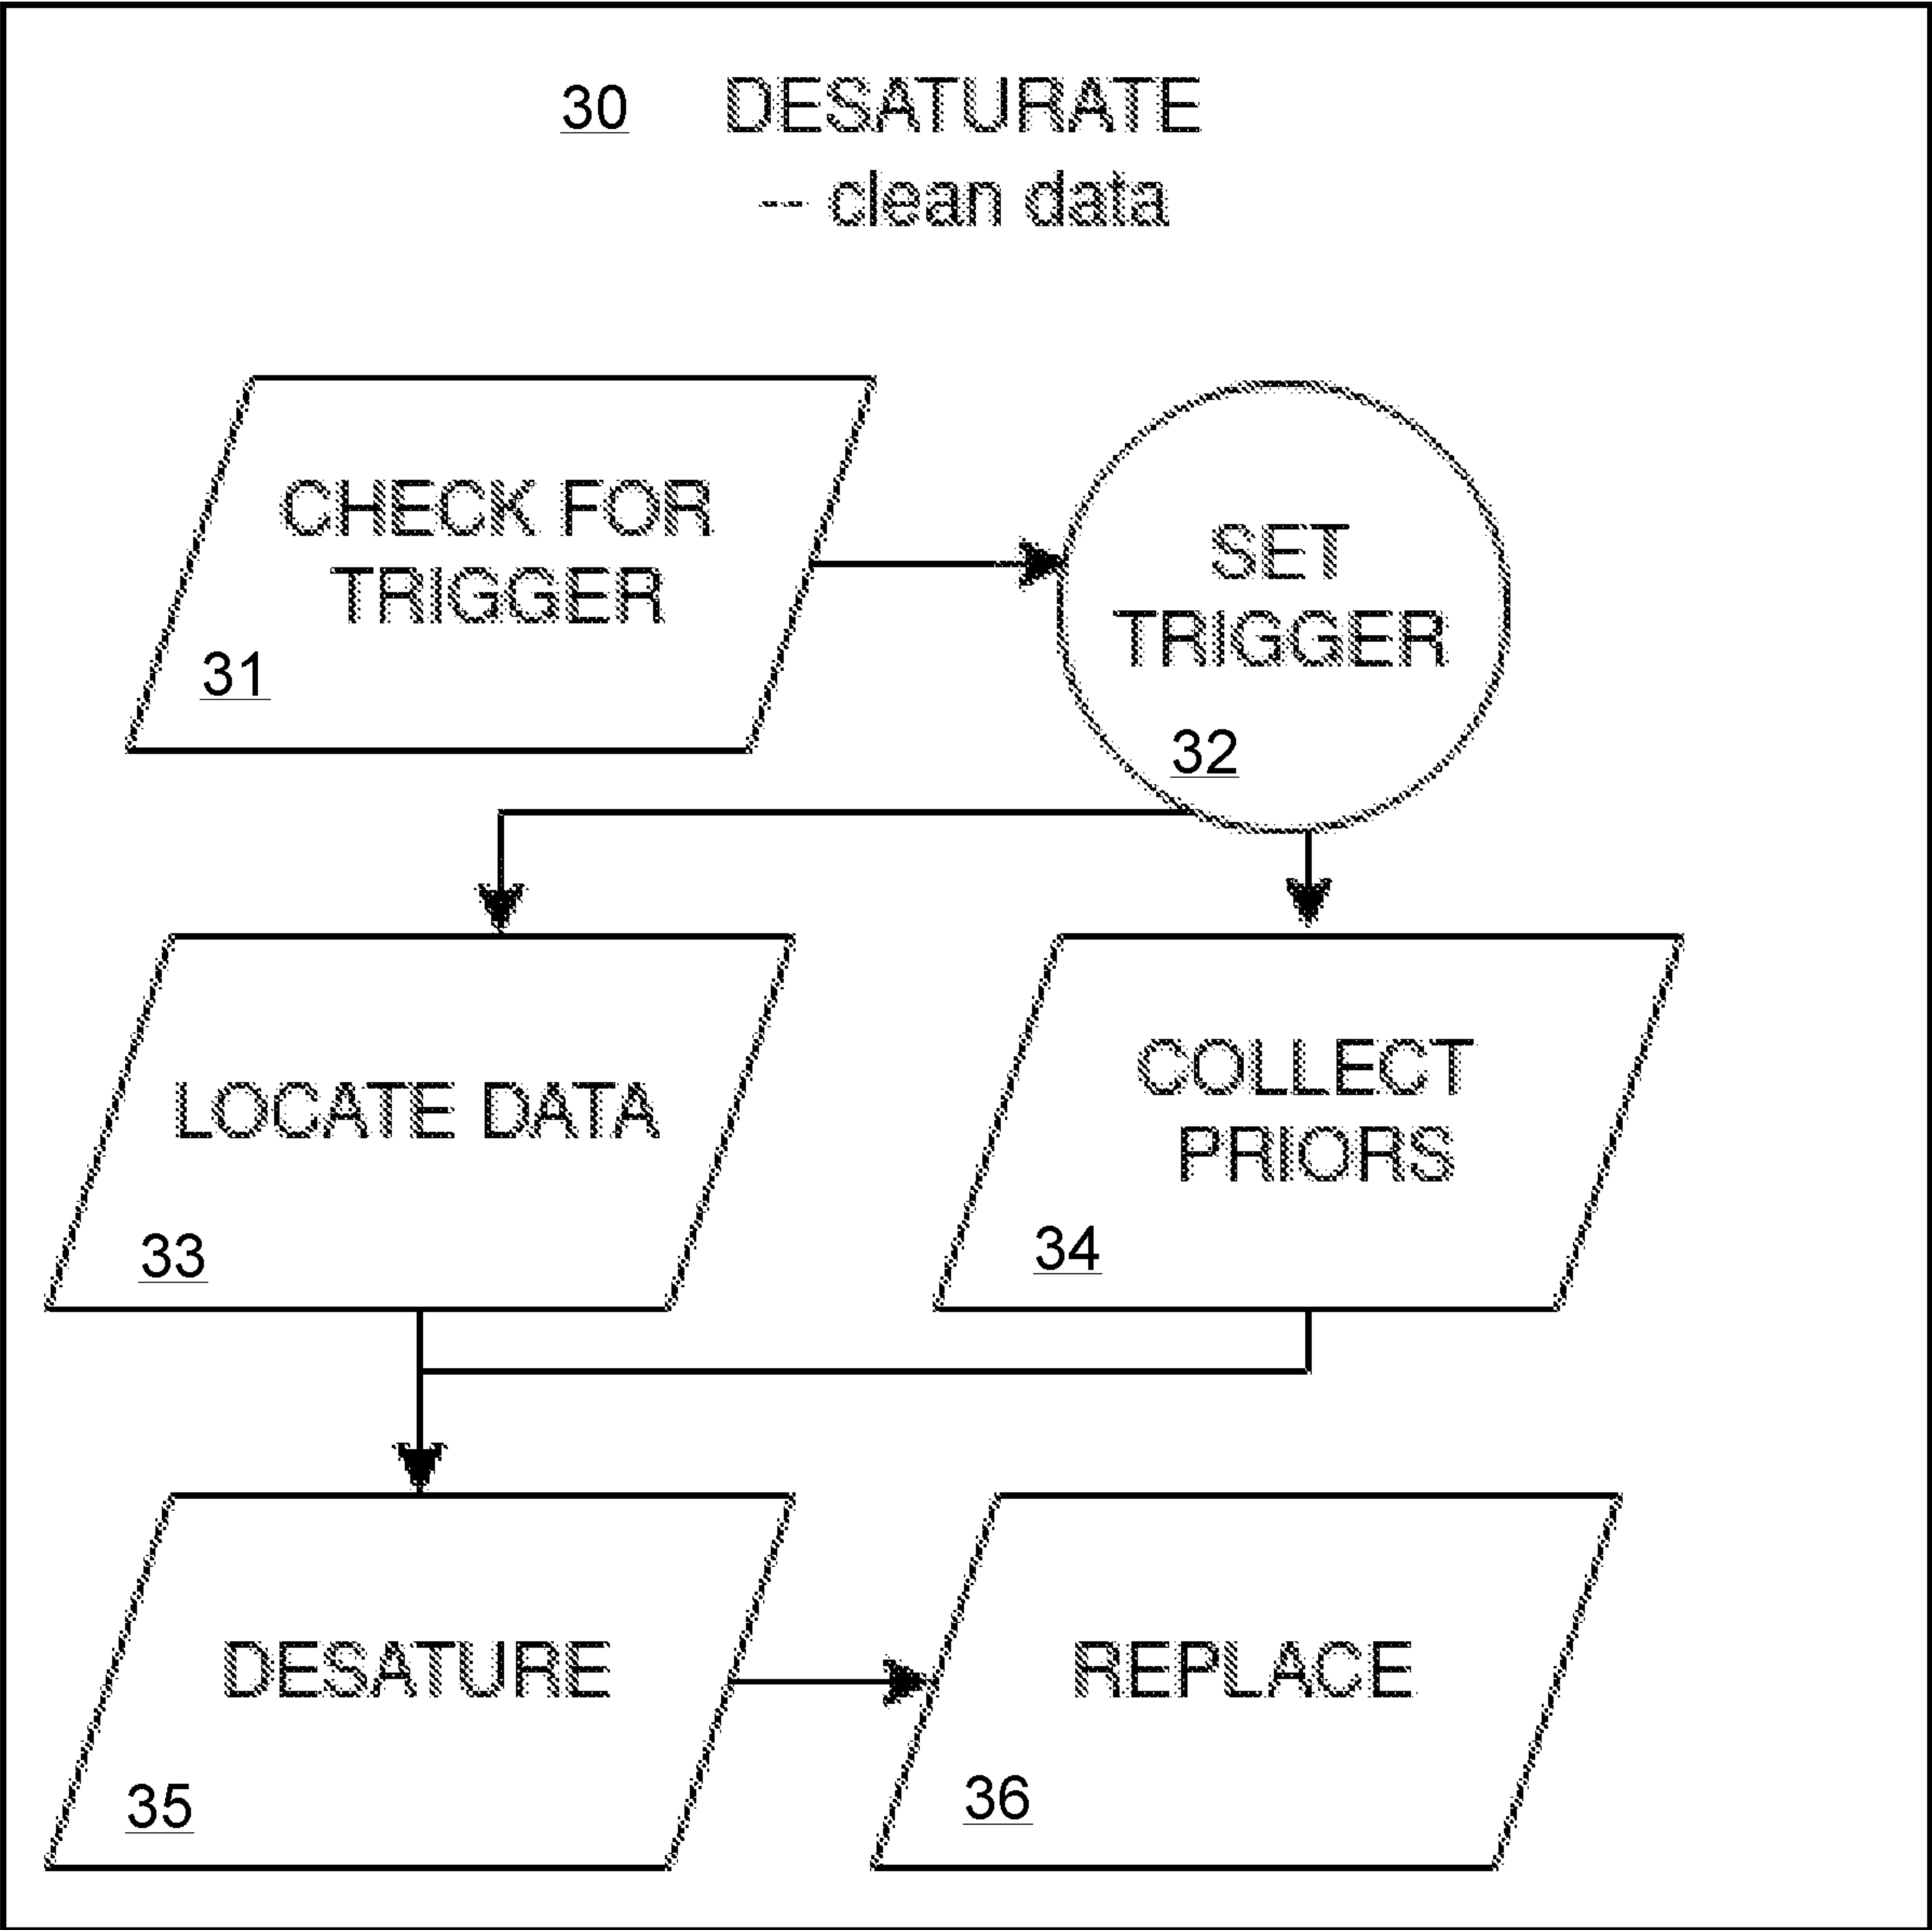 30 DESATURATE
-- clean data
CHECK FOR
TRIGGER
31
SET
TRIGGER
32
LOCATE DATA
33
COLLECT
PRIORS
34
DESATURE
35
REPLACE
36